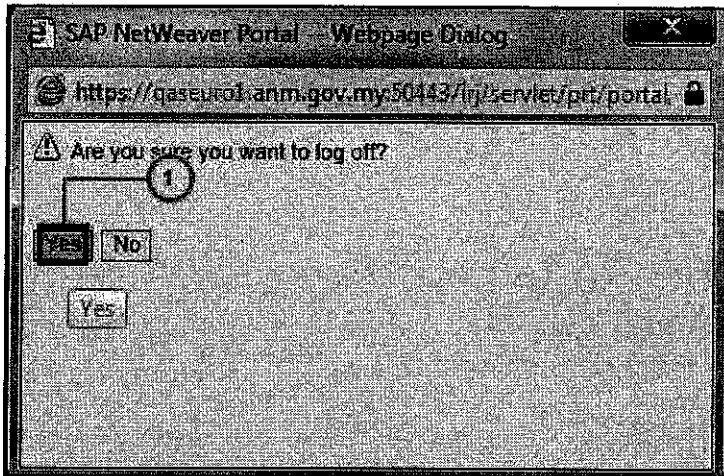 SAP NetWeaver Portal -- Webpage Dialog
https://qaseuro1.anm.gov.my:50443/irj/servlet/prt/portal
Are you sure you want to log off?
1
Yes No
Yes